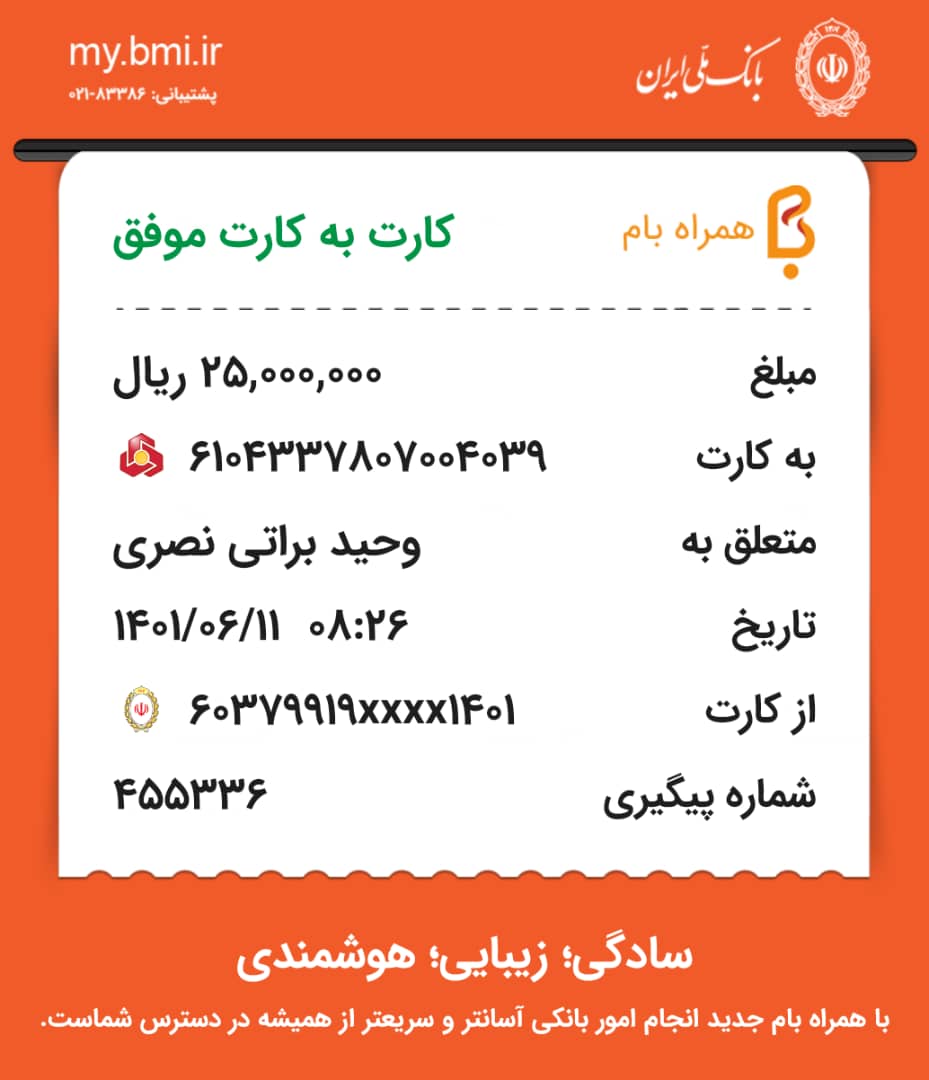 my.bmi.ir
بانک ملّی ایران
پشتیبانی: ۸۳۳۸۶-۰۲۱
همراه بام
کارت به کارت موفق
مبلغ ۲۵,۰۰۰,۰۰۰ ریال
به کارت ۶۱۰۴۳۳۷۸۰۷۰۰۴۰۳۹
متعلق به وحید براتی نصری
تاریخ ۱۴۰۱/۰۶/۱۱ ۰۸:۲۶
از کارت ۶۰۳۷۹۹۱۹xxxx۱۴۰۱
شماره پیگیری ۴۵۵۳۳۶
سادگی؛ زیبایی؛ هوشمندی
با همراه بام جدید انجام امور بانکی آسانتر و سریعتر از همیشه در دسترس شماست.